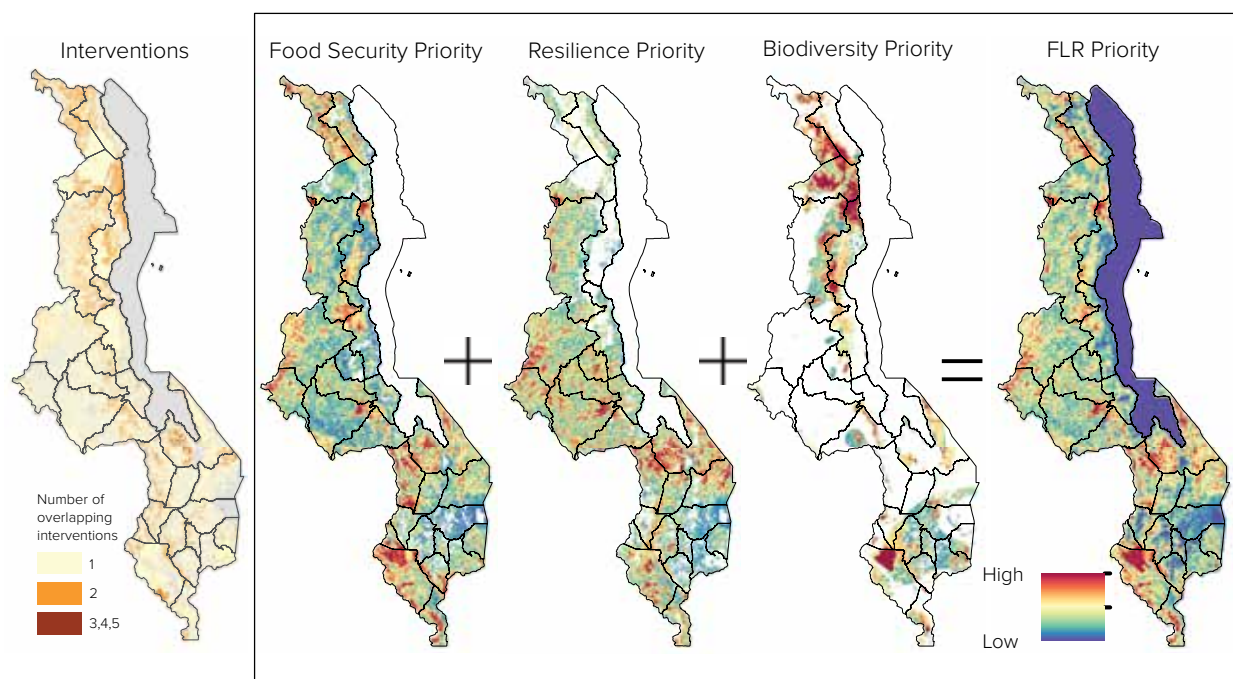 Interventions
Food Security Priority
Resilience Priority
Biodiversity Priority
FLR Priority
+
+
=
Number of
overlapping
interventions
1
2
3,4,5
High
Low